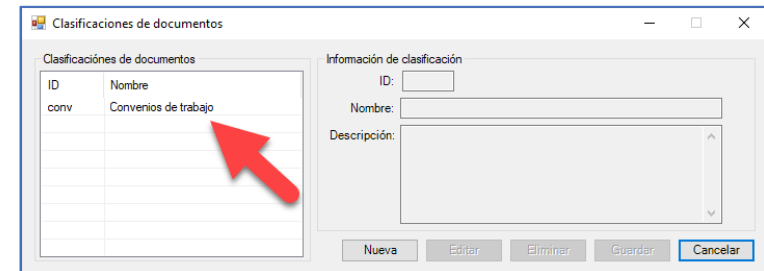 Clasificaciones de documentos
Clasificaciónes de documentos
ID Nombre
conv Convenios de trabajo
Información de clasificación
ID:
Nombre:
Descripción:
Nueva Editar Eliminar Guardar Cancelar